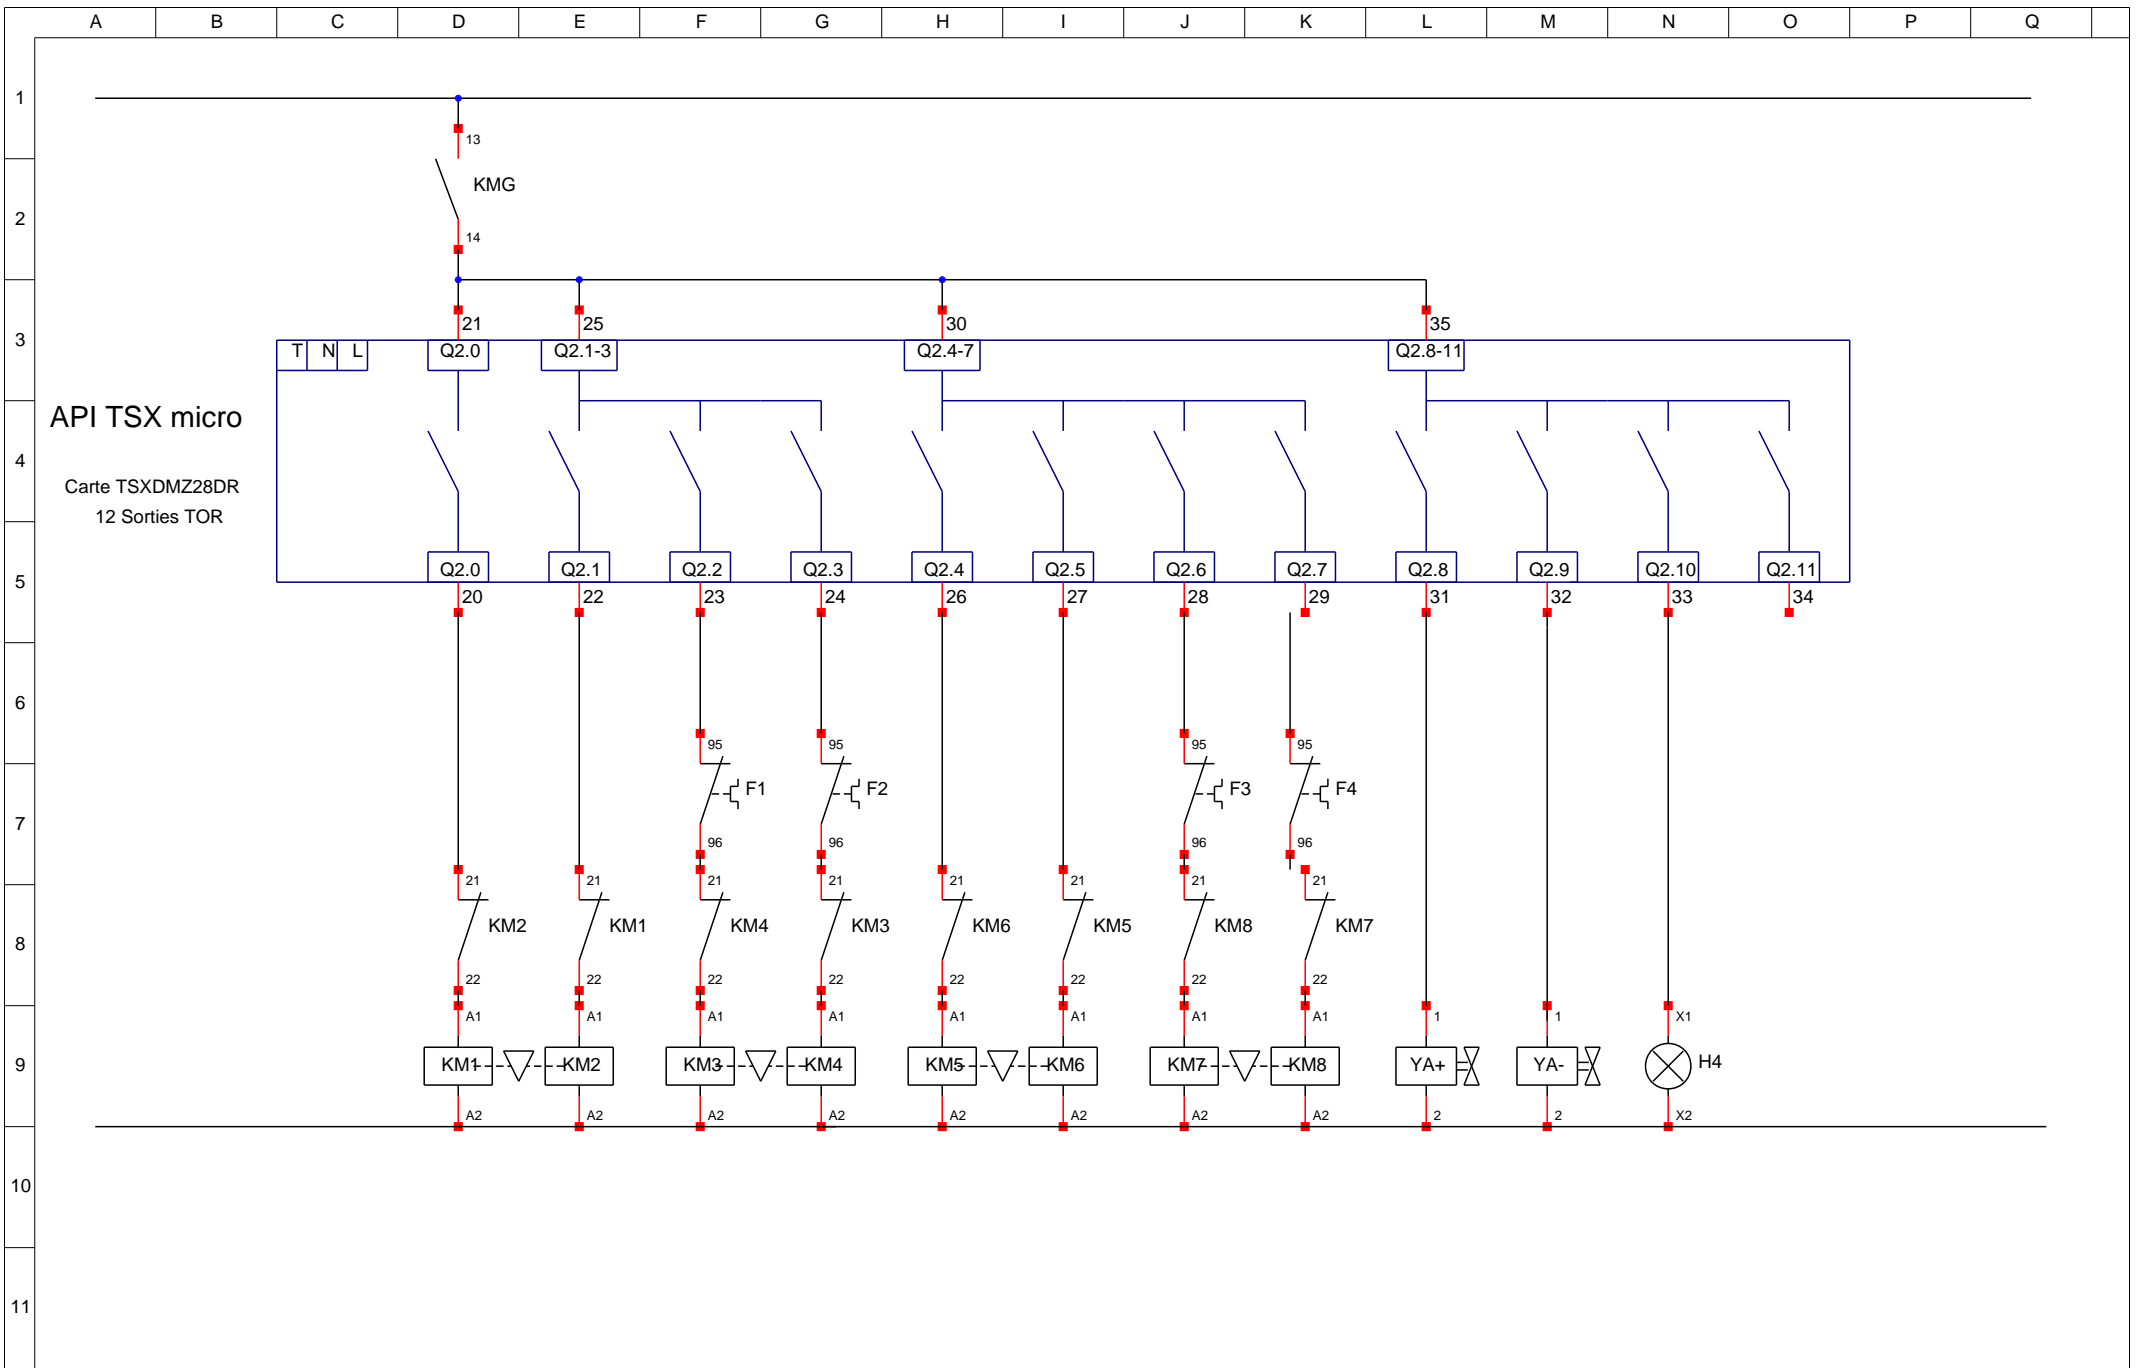 A B C D E F G H I J K L M N O P Q
1
13
KMG
2
14
21 25 30 35
3
T N L Q2.0 Q2.1-3 Q2.4-7 Q2.8-11
API TSX micro
4
Carte TSXDMZ28DR
12 Sorties TOR
Q2.0 Q2.1 Q2.2 Q2.3 Q2.4 Q2.5 Q2.6 Q2.7 Q2.8 Q2.9 Q2.10 Q2.11
5
20 22 23 24 26 27 28 29 31 32 33 34
6
95 95 95 95
F1 F2 F3 F4
7
96 96 96 96
21 21 21 21 21 21 21 21
KM2 KM1 KM4 KM3 KM6 KM5 KM8 KM7
8
22 22 22 22 22 22 22 22
A1 A1 A1 A1 A1 A1 A1 A1 1 1 X1
9 KM1 KM2 KM3 KM4 KM5 KM6 KM7 KM8 YA+ YA- H4
A2 A2 A2 A2 A2 A2 A2 A2 2 2 X2
10
11